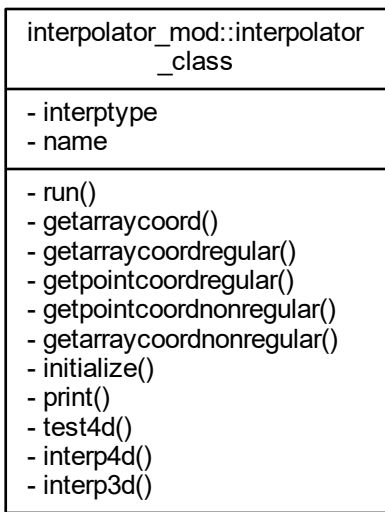 interpolator_mod::interpolator
_class
- interptype
- name
- run()
- getarraycoord()
- getarraycoordregular()
- getpointcoordregular()
- getpointcoordnonregular()
- getarraycoordnonregular()
- initialize()
- print()
- test4d()
- interp4d()
- interp3d()